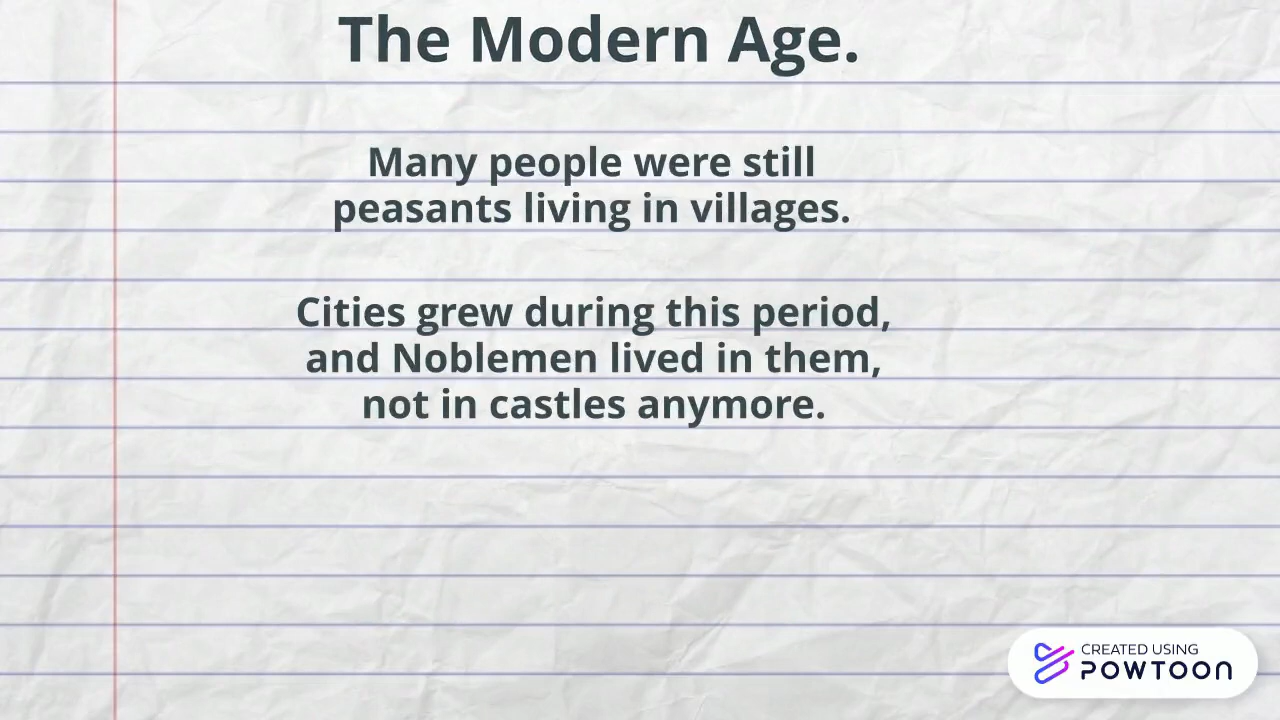 The Modern Age.
Many people were still
peasants living in villages.
Cities grew during this period,
and Noblemen lived in them,
not in castles anymore.
CREATED USING
POWTOON